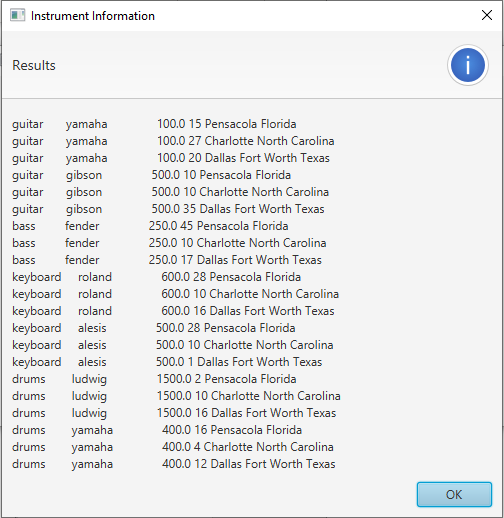 Instrument Information
Results
guitar yamaha 100.0 15 Pensacola Florida
guitar yamaha 100.0 27 Charlotte North Carolina
guitar yamaha 100.0 20 Dallas Fort Worth Texas
guitar gibson 500.0 10 Pensacola Florida
guitar gibson 500.0 10 Charlotte North Carolina
guitar gibson 500.0 35 Dallas Fort Worth Texas
bass fender 250.0 45 Pensacola Florida
bass fender 250.0 10 Charlotte North Carolina
bass fender 250.0 17 Dallas Fort Worth Texas
keyboard roland 600.0 28 Pensacola Florida
keyboard roland 600.0 10 Charlotte North Carolina
keyboard roland 600.0 16 Dallas Fort Worth Texas
keyboard alesis 500.0 28 Pensacola Florida
keyboard alesis 500.0 10 Charlotte North Carolina
keyboard alesis 500.0 1 Dallas Fort Worth Texas
drums ludwig 1500.0 2 Pensacola Florida
drums ludwig 1500.0 10 Charlotte North Carolina
drums ludwig 1500.0 16 Dallas Fort Worth Texas
drums yamaha 400.0 16 Pensacola Florida
drums yamaha 400.0 4 Charlotte North Carolina
drums yamaha 400.0 12 Dallas Fort Worth Texas
OK